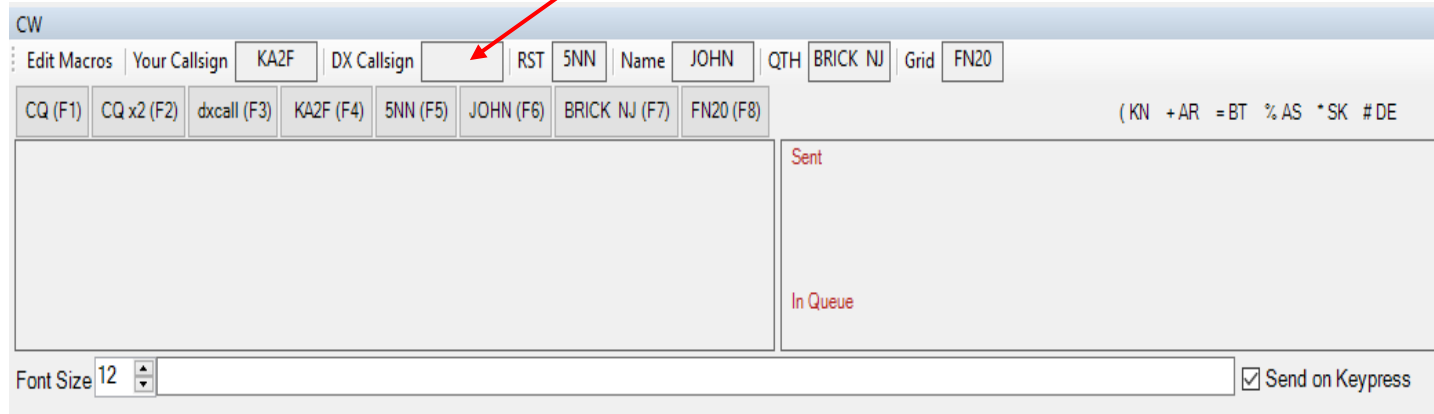 CW
Edit Macros Your Callsign KA2F DX Callsign RST 5NN Name JOHN QTH BRICK NJ Grid FN20
CQ (F1) CQ x2 (F2) dxcall (F3) KA2F (F4) 5NN (F5) JOHN (F6) BRICK NJ (F7) FN20 (F8) ( KN + AR = BT % AS * SK # DE
Sent
In Queue
Font Size 12 Send on Keypress